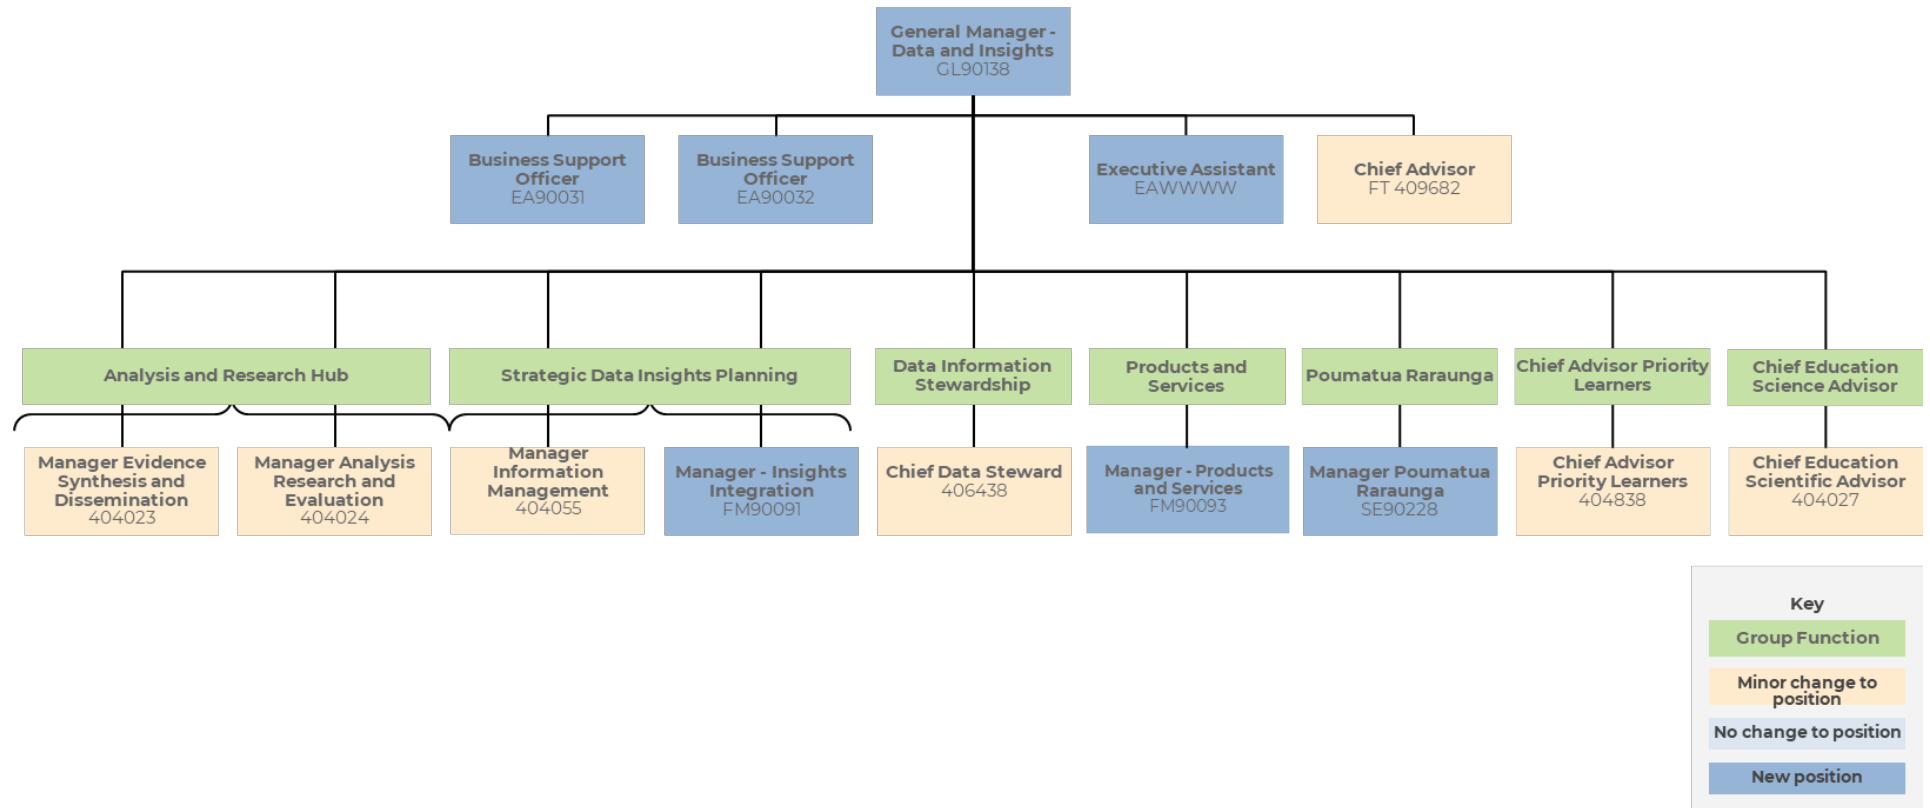 General Manager -
Data and Insights
GL90138
Business Support
Officer
EA90031
Business Support
Officer
EA90032
Executive Assistant
EAWWWW
Chief Advisor
FT 409682
Analysis and Research Hub
Strategic Data Insights Planning
Data Information
Stewardship
Products and
Services
Poumatua Raraunga
Chief Advisor Priority
Learners
Chief Education
Science Advisor
Manager Evidence
Synthesis and
Dissemination
404023
Manager Analysis
Research and
Evaluation
404024
Manager
Information
Management
404055
Manager - Insights
Integration
FM90091
Chief Data Steward
406438
Manager - Products
and Services
FM90093
Manager Poumatua
Raraunga
SE90228
Chief Advisor
Priority Learners
404838
Chief Education
Scientific Advisor
404027
Key
Group Function
Minor change to
position
No change to position
New position